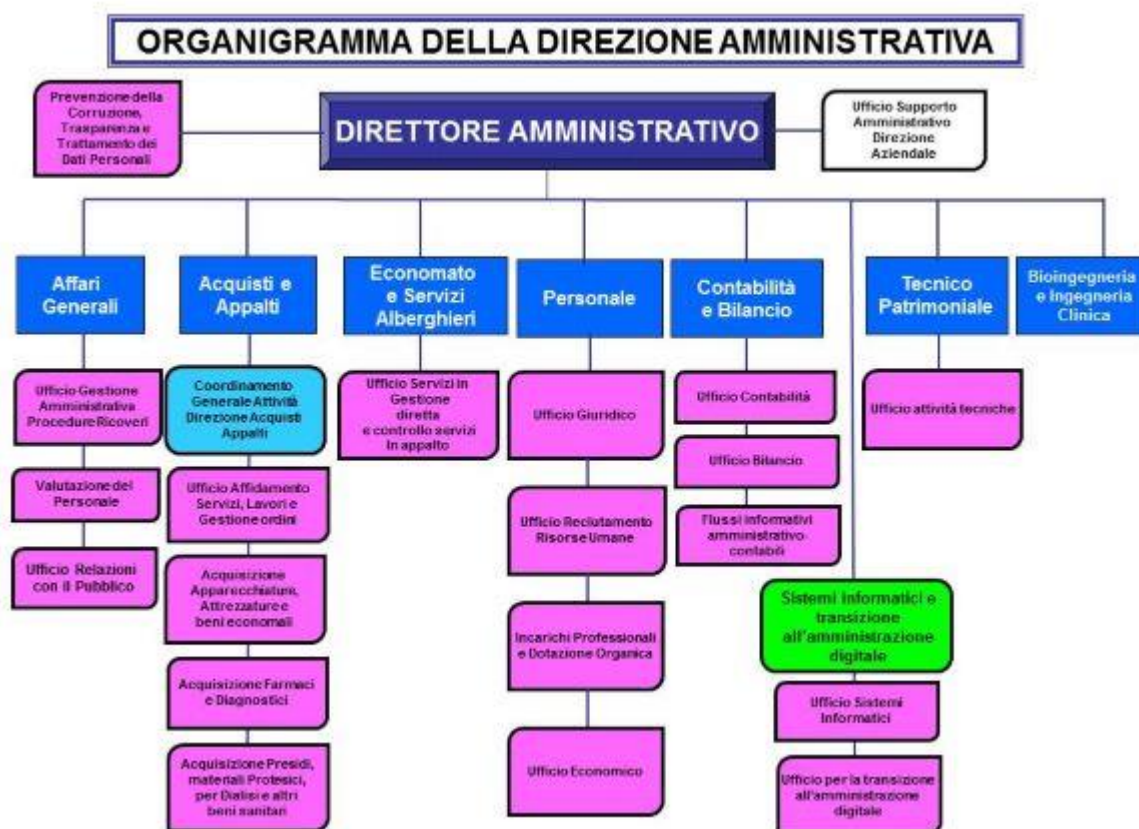 ORGANIGRAMMA DELLA DIREZIONE AMMINISTRATIVA
Prevenzione della
Corruzione,
Trasparenza e
Trattamento dei
Dati Personali
DIRETTORE AMMINISTRATIVO
Ufficio Supporto
Amministrativo
Direzione
Aziendale
Affari
Generali
Acquisti e
Appalti
Economato
e Servizi
Alberghieri
Personale
Contabilità
e Bilancio
Tecnico
Patrimoniale
Bioingegneria
e Ingegneria
Clinica
Ufficio Gestione
Amministrativa
Procedure Ricoveri
Valutazione del
Personale
Ufficio Relazioni
con il Pubblico
Coordinamento
Generale Attività
Direzione Acquisti
Appalti
Ufficio Affidamento
Servizi, Lavori e
Gestione ordini
Acquisizione
Apparecchiature,
Attrezzature e
beni economali
Acquisizione Farmaci
e Diagnostici
Acquisizione Presidi,
materiali Protesici,
per Dialisi e altri
beni sanitari
Ufficio Servizi in
Gestione
diretta
e controllo servizi
In appalto
Ufficio Giuridico
Ufficio Reclutamento
Risorse Umane
Incarichi Professionali
e Dotazione Organica
Ufficio Economico
Ufficio Contabilità
Ufficio Bilancio
Flussi informativi
amministrativo-
contabili
Sistemi informatici e
transizione
all'amministrazione
digitale
Ufficio Sistemi
Informatici
Ufficio per la transizione
all'amministrazione
digitale
Ufficio attività tecniche